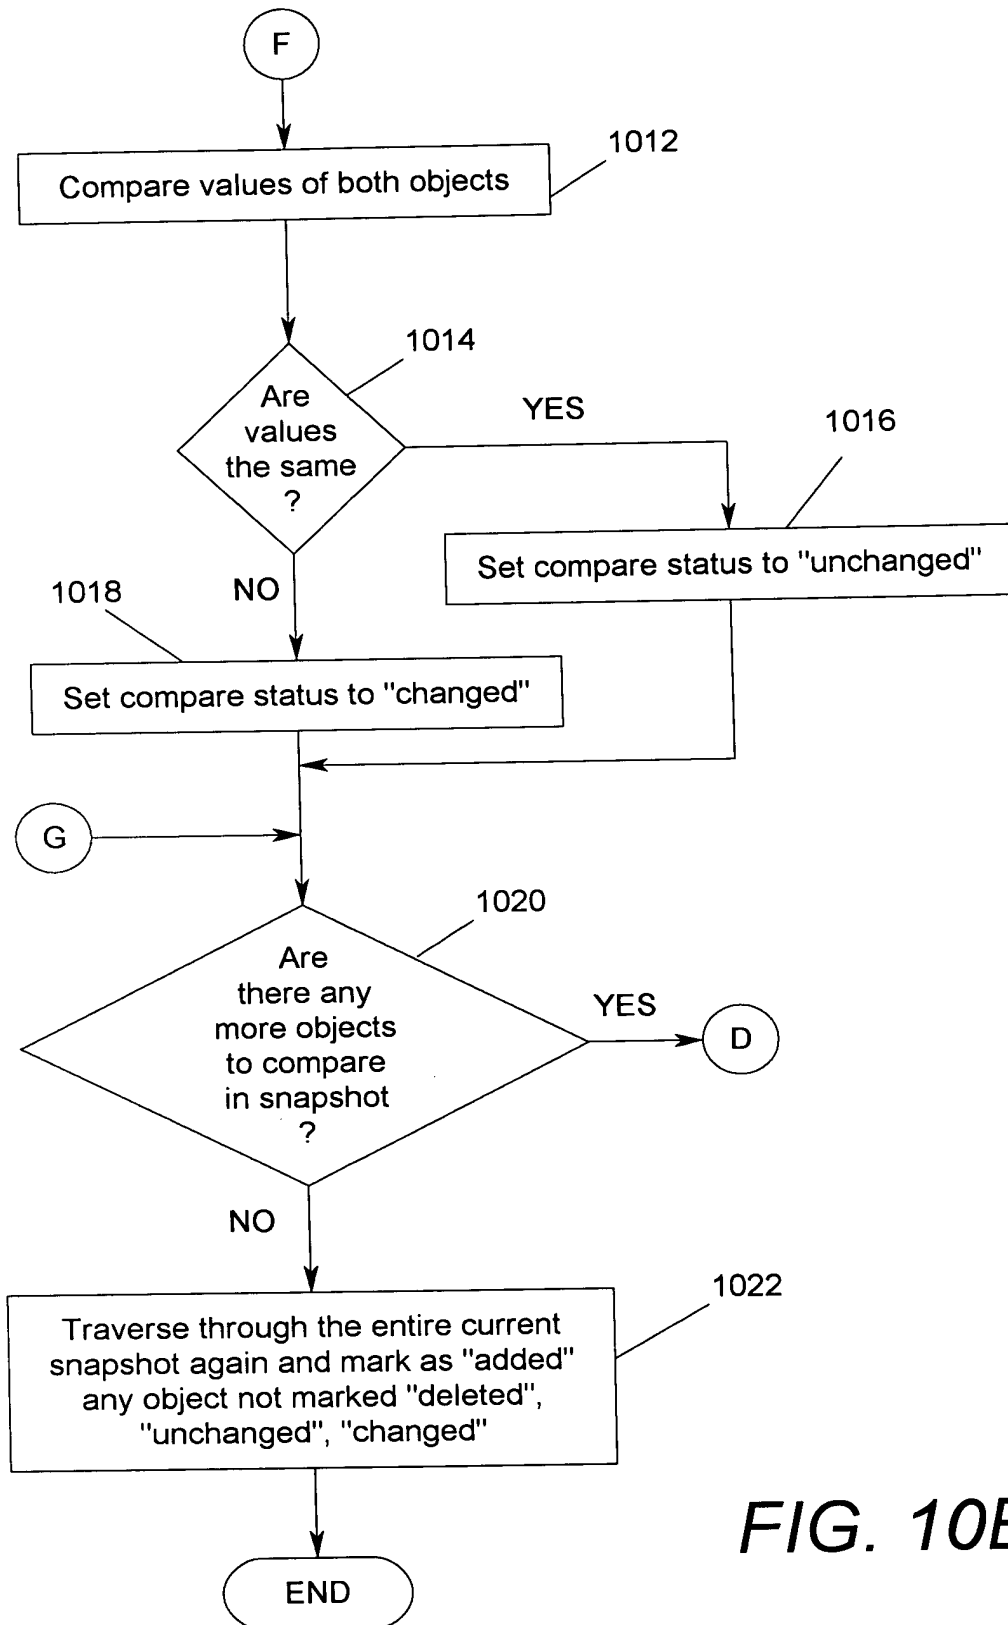 F
1012
Compare values of both objects
1014
Are
values
the same
?
YES
1016
Set compare status to "unchanged"
NO
1018
Set compare status to "changed"
G
1020
Are
there any
more objects
to compare
in snapshot
?
YES
D
NO
1022
Traverse through the entire current
snapshot again and mark as "added"
any object not marked "deleted",
"unchanged", "changed"
END
FIG. 10B